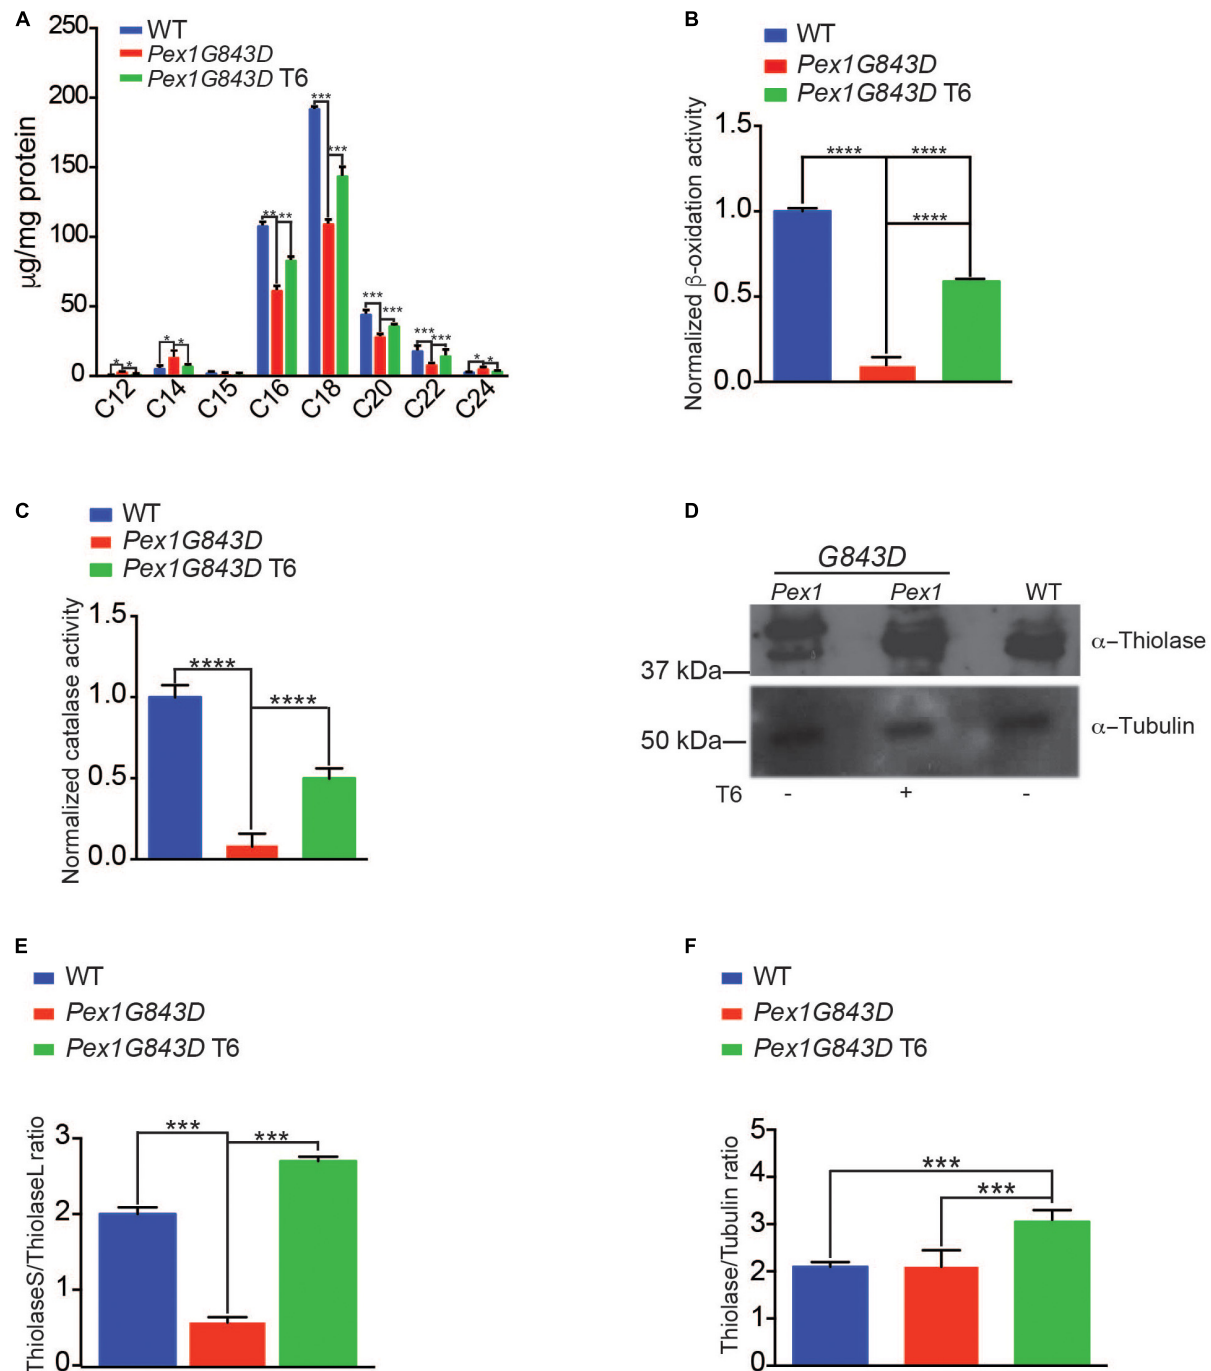 A
250
200
150
100
50
0
µg/mg protein
WT
Pex1G843D
Pex1G843D T6
***
***
**
**
***
***
***
***
*
*
*
*
*
*
C12
C14
C15
C16
C18
C20
C22
C24
B
WT
Pex1G843D
Pex1G843D T6
Normalized β-oxidation activity
1.5
1.0
0.5
0.0
****
****
****
C
WT
Pex1G843D
Pex1G843D T6
Normalized catalase activity
1.5
1.0
0.5
0.0
****
****
D
G843D
Pex1
Pex1
WT
α–Thiolase
37 kDa
α–Tubulin
50 kDa
T6
-
+
-
E
WT
Pex1G843D
Pex1G843D T6
ThiolaseS/ThiolaseL ratio
3
2
1
0
***
***
F
WT
Pex1G843D
Pex1G843D T6
Thiolase/Tubulin ratio
5
4
3
2
1
0
***
***